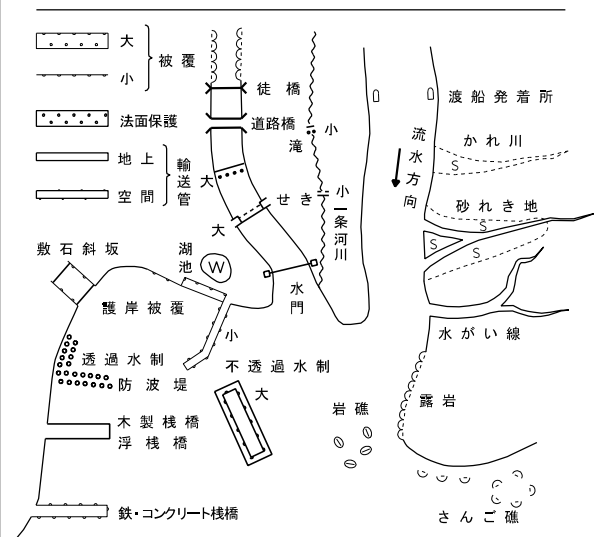 大
小
被覆
法面保護
地上
空間
輸送管
徒橋
道路橋
小
滝
大
せき
小
大
一条河川
水門
湖池
W
敷石斜坂
護岸被覆
小
透過水制
防波堤
不透過水制
大
木製桟橋
浮桟橋
鉄・コンクリート桟橋
渡船発着所
流水方向
かれ川
S
砂れき地
S
S
S
水がい線
露岩
岩礁
さんご礁